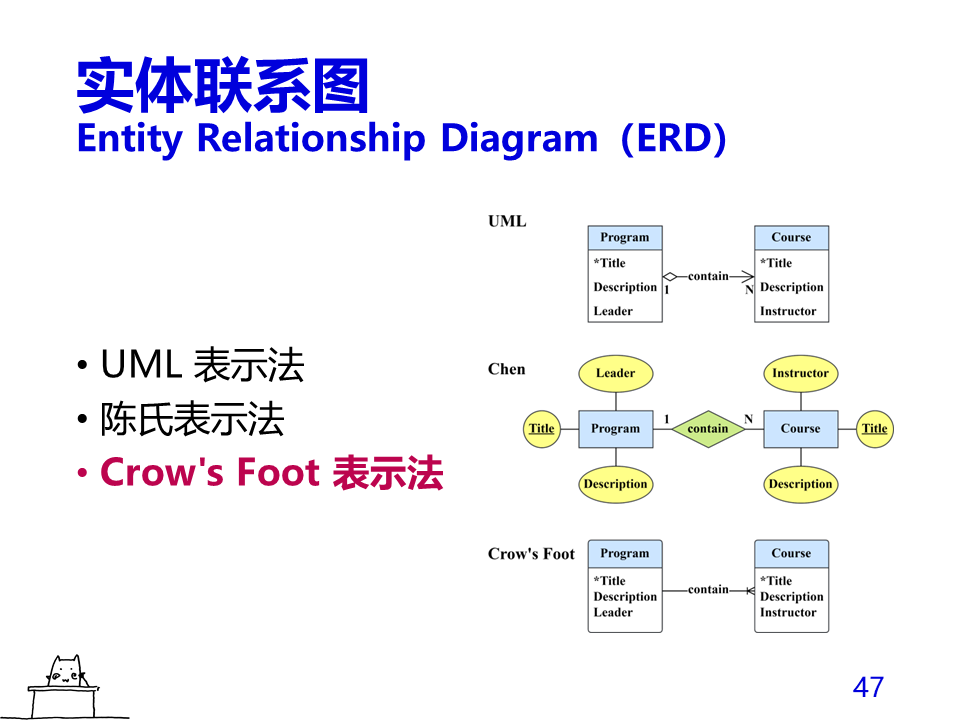 实体联系图
Entity Relationship Diagram（ERD）
• UML 表示法
• 陈氏表示法
• Crow's Foot 表示法
UML
Program
*Title
Description
Leader
1
contain
N
Course
*Title
Description
Instructor
Chen
Leader
Title
Program
Description
1
contain
N
Instructor
Course
Title
Description
Crow's Foot
Program
*Title
Description
Leader
contain
Course
*Title
Description
Instructor
47